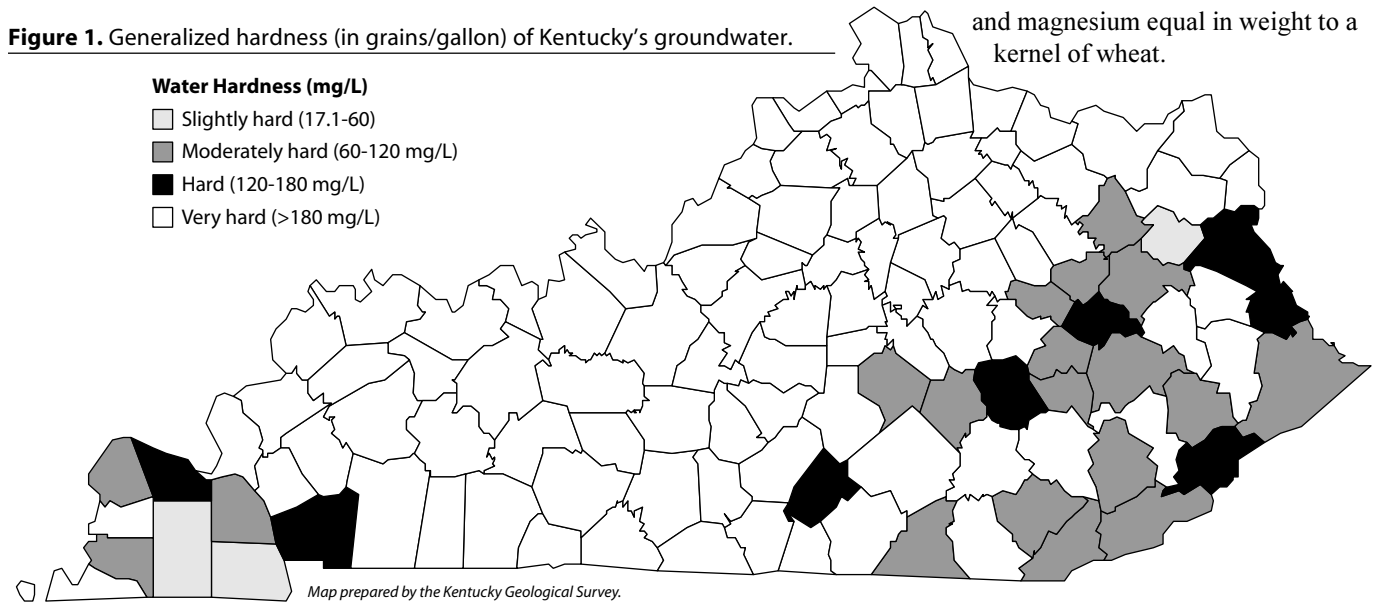 Figure 1. Generalized hardness (in grains/gallon) of Kentucky's groundwater.
and magnesium equal in weight to a
kernel of wheat.
Water Hardness (mg/L)
Slightly hard (17.1-60)
Moderately hard (60-120 mg/L)
Hard (120-180 mg/L)
Very hard (>180 mg/L)
Map prepared by the Kentucky Geological Survey.